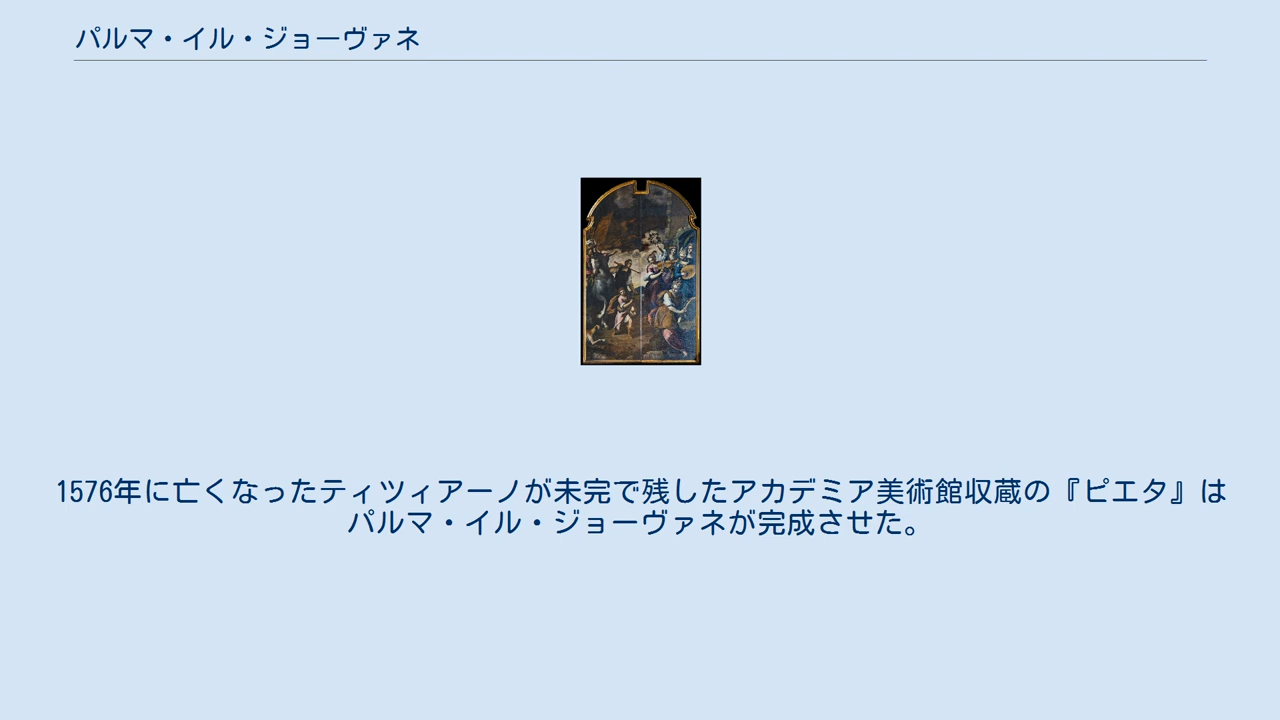 パルマ・イル・ジョーヴァネ
1576年に亡くなったティツィアーノが未完で残したアカデミア美術館収蔵の『ピエタ』は
パルマ・イル・ジョーヴァネが完成させた。